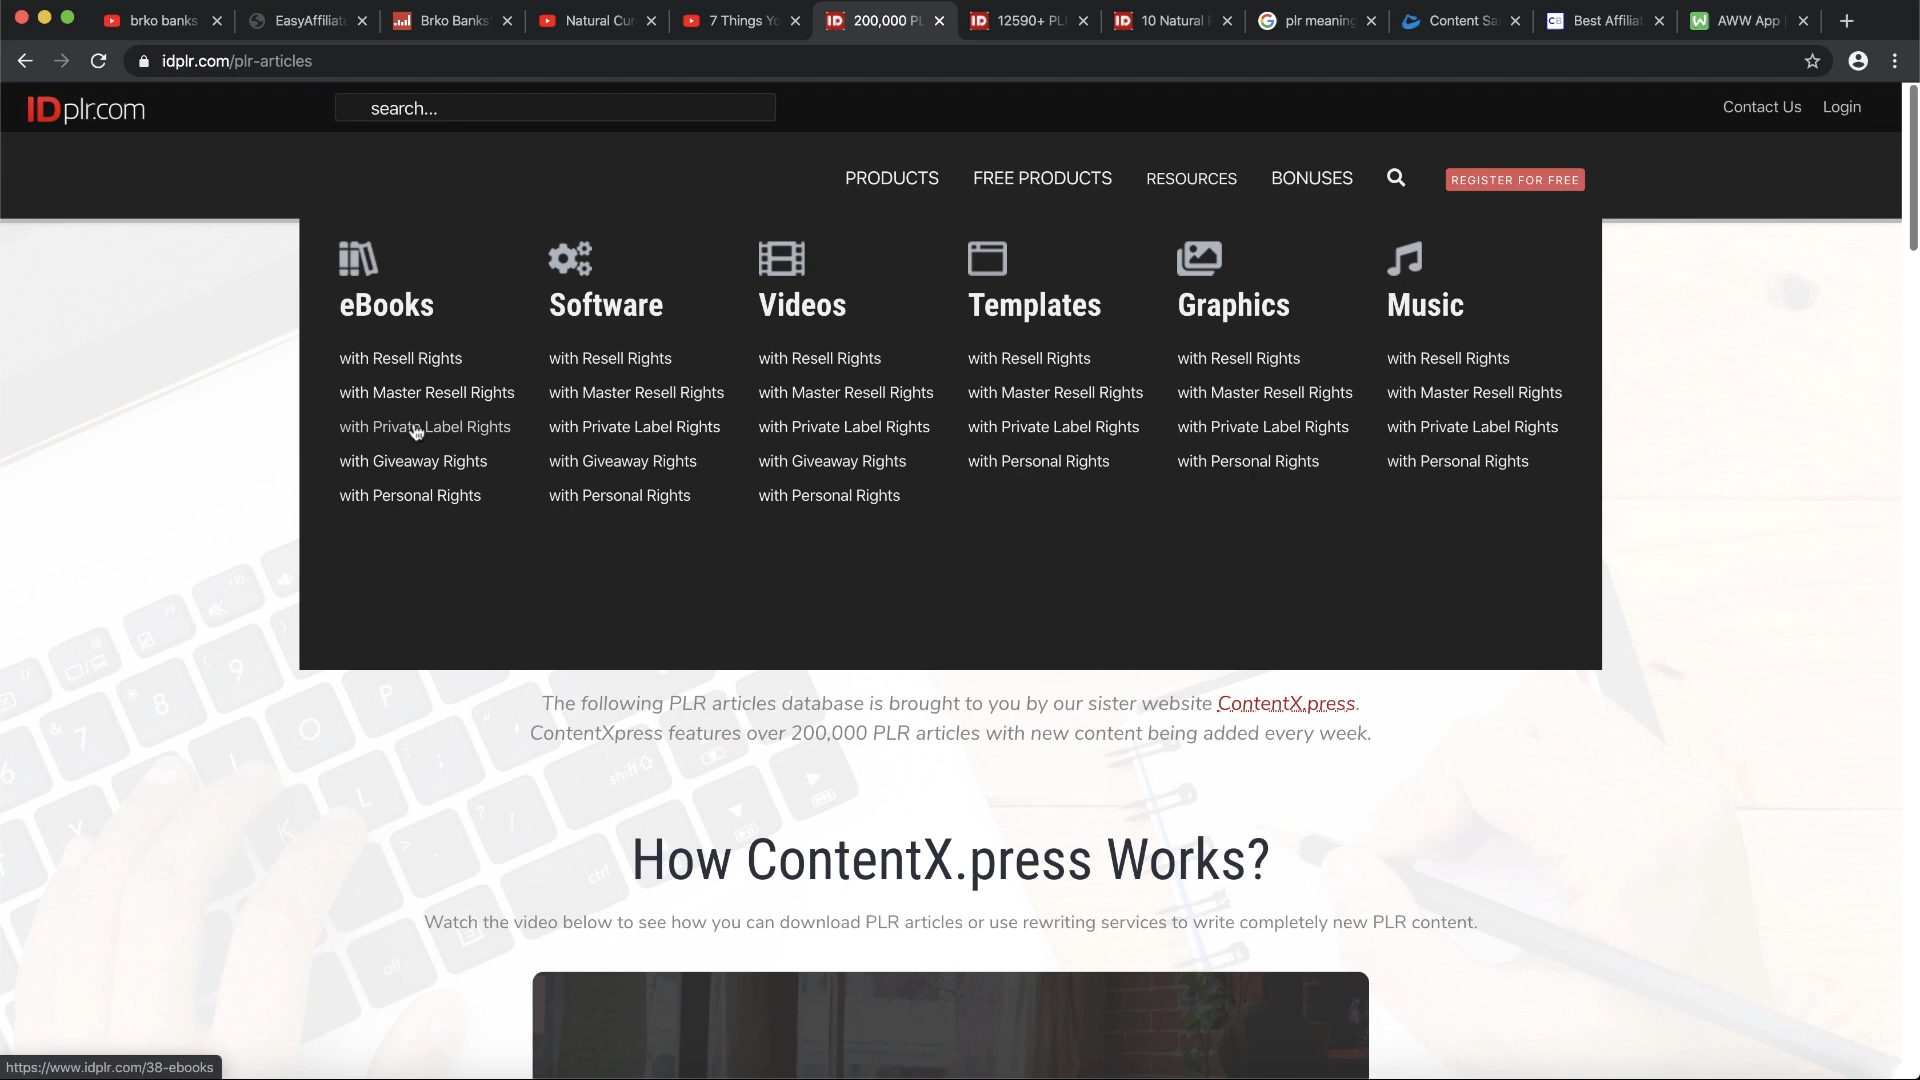 brko banks
EasyAffiliate
Brko Banks'
Natural Cur
7 Things Yo
200,000 PL
12590+ PLR
10 Natural
plr meaning
Content Sa
Best Affiliat
AWW App
idplr.com/plr-articles
IDplr.com
search...
Contact Us
Login
PRODUCTS
FREE PRODUCTS
RESOURCES
BONUSES
REGISTER FOR FREE
eBooks
with Resell Rights
with Master Resell Rights
with Private Label Rights
with Giveaway Rights
with Personal Rights
Software
with Resell Rights
with Master Resell Rights
with Private Label Rights
with Giveaway Rights
with Personal Rights
Videos
with Resell Rights
with Master Resell Rights
with Private Label Rights
with Giveaway Rights
with Personal Rights
Templates
with Resell Rights
with Master Resell Rights
with Private Label Rights
with Personal Rights
Graphics
with Resell Rights
with Master Resell Rights
with Private Label Rights
with Personal Rights
Music
with Resell Rights
with Master Resell Rights
with Private Label Rights
with Personal Rights
The following PLR articles database is brought to you by our sister website ContentX.press.
ContentXpress features over 200,000 PLR articles with new content being added every week.
How ContentX.press Works?
Watch the video below to see how you can download PLR articles or use rewriting services to write completely new PLR content.
https://www.idplr.com/38-ebooks